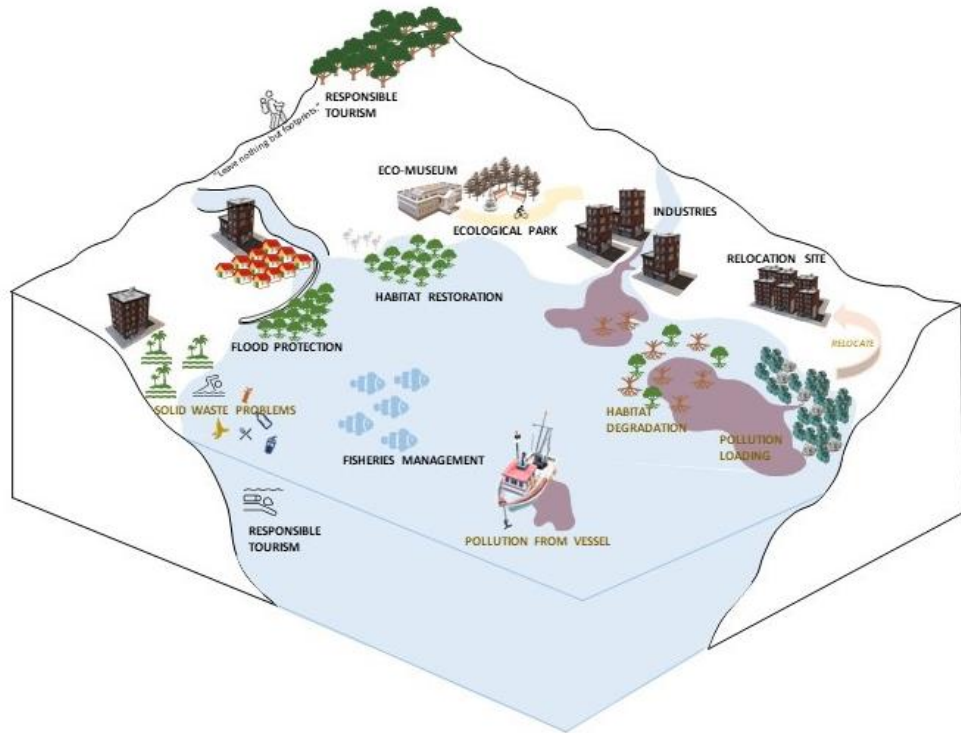 RESPONSIBLE
TOURISM
"Leave nothing but footprints."
ECO-MUSEUM
ECOLOGICAL PARK
INDUSTRIES
RELOCATION SITE
HABITAT RESTORATION
RELOCATE
FLOOD PROTECTION
SOLID WASTE PROBLEMS
HABITAT
DEGRADATION
POLLUTION
LOADING
FISHERIES MANAGEMENT
RESPONSIBLE
TOURISM
POLLUTION FROM VESSEL